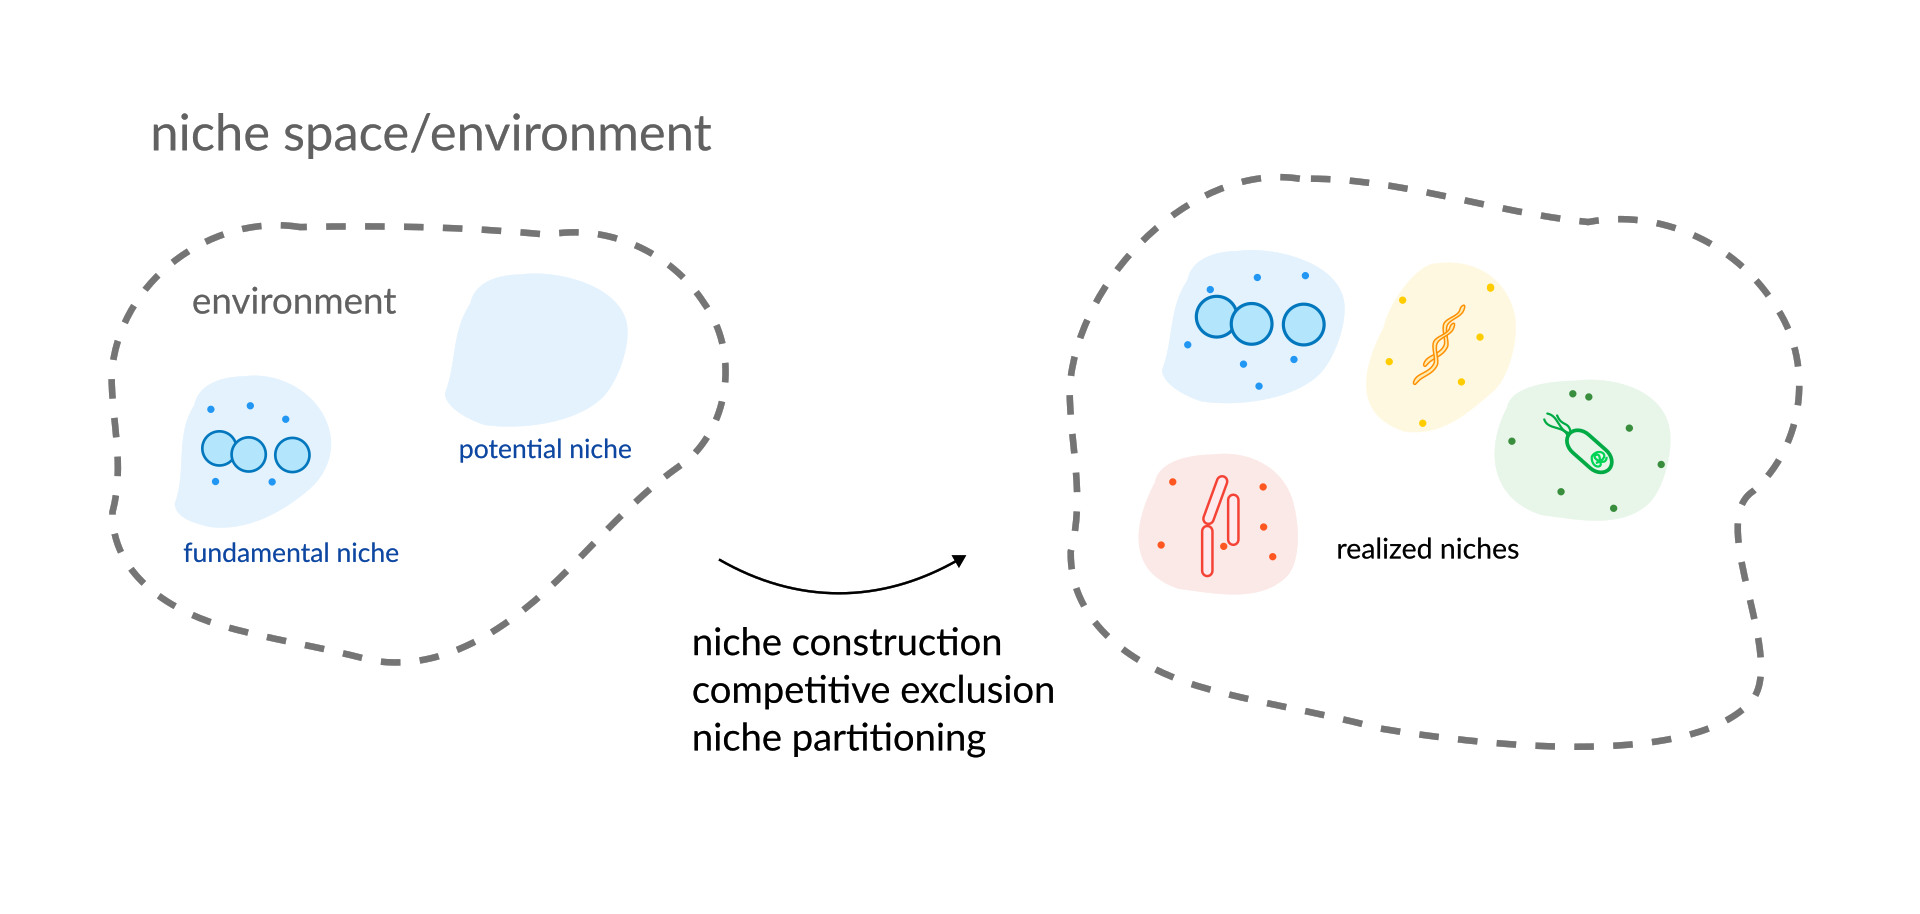 niche space/environment
environment
potential niche
fundamental niche
niche construction
competitive exclusion
niche partitioning
realized niches